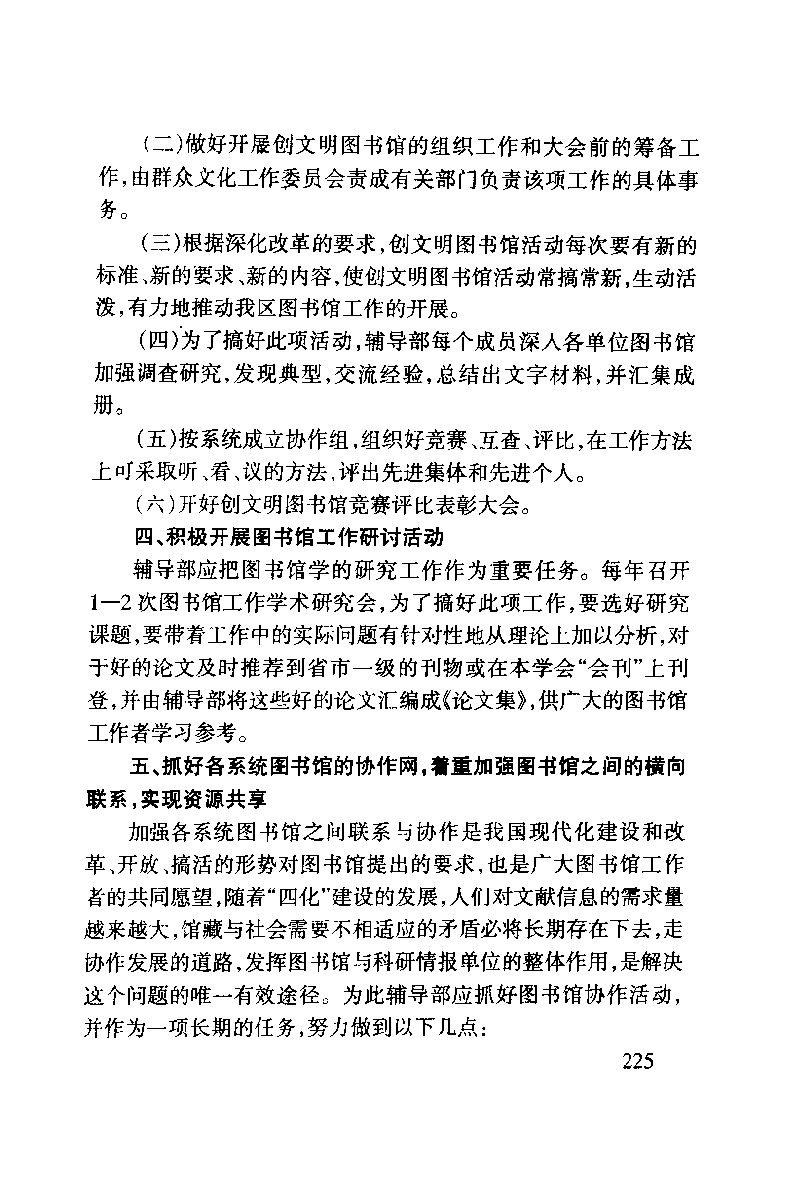 (二)做好开展创文明图书馆的组织工作和大会前的筹备工
作,由群众文化工作委员会责成有关部门负责该项工作的具体事
务。
(三)根据深化改革的要求,创文明图书馆活动每次要有新的
标准、新的要求、新的内容,使创文明图书馆活动常搞常新,生动活
泼,有力地推动我区图书馆工作的开展。
(四)为了搞好此项活动,辅导部每个成员深人各单位图书馆
加强调查研究,发现典型,交流经验,总结出文字材料,并汇集成
册。
(五)按系统成立协作组,组织好竞赛、互查、评比,在工作方法
上可采取听、看、议的方法,评出先进集体和先进个人。
(六)开好创文明图书馆竞赛评比表彰大会。
四、积极开展图书馆工作研讨活动
辅导部应把图书馆学的研究工作作为重要任务。每年召开
1—2次图书馆工作学术研究会,为了搞好此项工作,要选好研究
课题,要带着工作中的实际问题有针对性地从理论上加以分析,对
于好的论文及时推荐到省市一级的刊物或在本学会“会刊”上刊
登,并由辅导部将这些好的论文汇编成《论文集》,供广大的图书馆
工作者学习参考。
五、抓好各系统图书馆的协作网,着重加强图书馆之间的横向
联系,实现资源共享
加强各系统图书馆之间联系与协作是我国现代化建设和改
革、开放、搞活的形势对图书馆提出的要求,也是广大图书馆工作
者的共同愿望,随着“四化”建设的发展,人们对文献信息的需求量
越来越大,馆藏与社会需要不相适应的矛盾必将长期存在下去,走
协作发展的道路,发挥图书馆与科研情报单位的整体作用,是解决
这个问题的唯一有效途径。为此辅导部应抓好图书馆协作活动,
并作为一项长期的任务,努力做到以下几点:
225